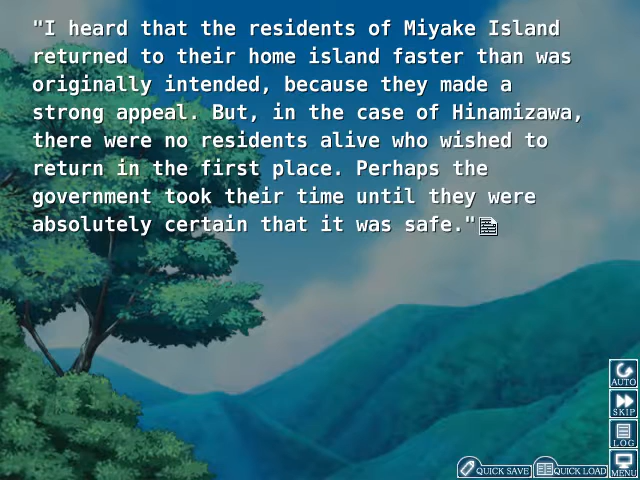 "I heard that the residents of Miyake Island
returned to their home island faster than was
originally intended, because they made a
strong appeal. But, in the case of Hinamizawa,
there were no residents alive who wished to
return in the first place. Perhaps the
government took their time until they were
absolutely certain that it was safe."
AUTO
SKIP
LOG
MENU
QUICK SAVE
QUICK LOAD